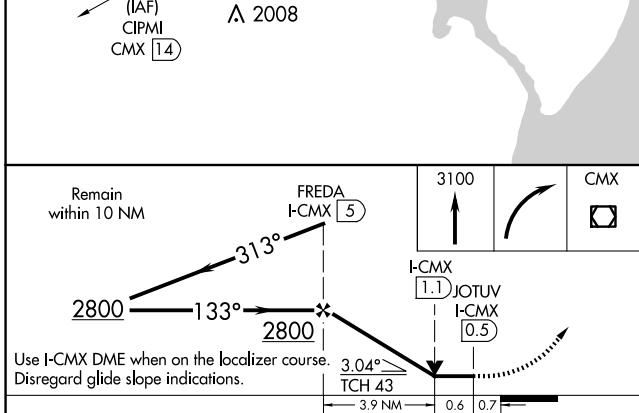 (IAF)
CIPMI
CMX 14
2008
Remain
within 10 NM
FREDA
I-CMX 5
3100
CMX
313°
2800
133°
2800
I-CMX
1.1
JOTUV
I-CMX
0.5
Use I-CMX DME when on the localizer course.
Disregard glide slope indications.
3.04°
TCH 43
3.9 NM
0.6
0.7